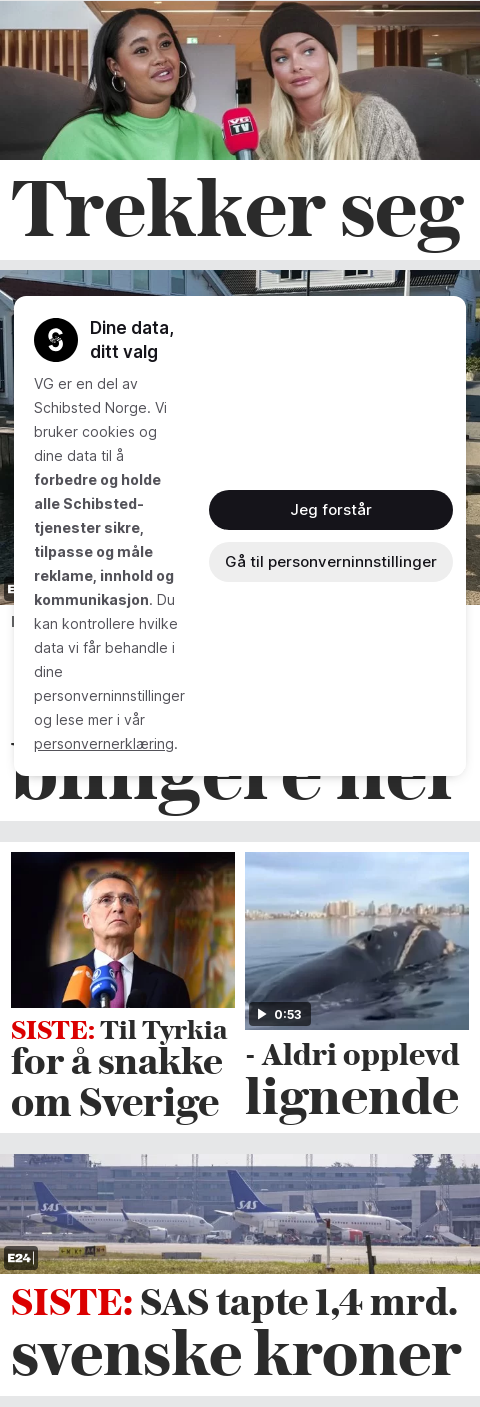 VG
TV
Trekker seg
Dine data,
ditt valg
VG er en del av
Schibsted Norge. Vi
bruker cookies og
dine data til å
forbedre og holde
alle Schibsted-
tjenester sikre,
tilpasse og måle
reklame, innhold og
kommunikasjon. Du
kan kontrollere hvilke
data vi får behandle i
dine
personverninnstillinger
og lese mer i vår
personvernerklæring.
Jeg forstår
Gå til personverninnstillinger
billigere her
0:53
SISTE: Til Tyrkia
for å snakke
om Sverige
- Aldri opplevd
lignende
SAS
SAS
E24
SISTE: SAS tapte 1,4 mrd.
svenske kroner